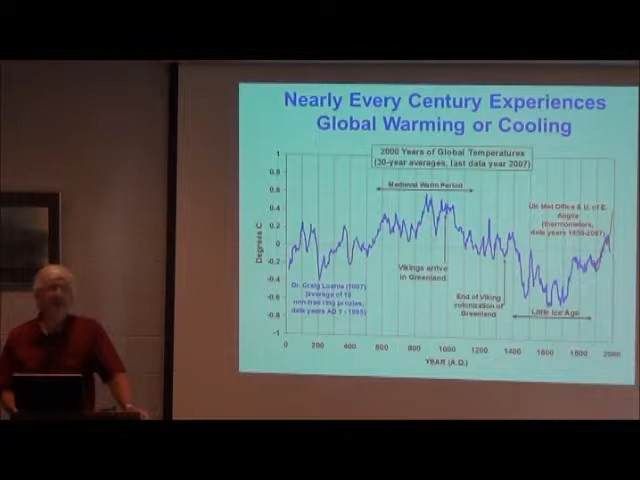 Nearly Every Century Experiences
Global Warming or Cooling
2000 Years of Global Temperatures
(30-year averages, last data year 2007)
Medieval Warm Period
UK Met Office & U. of E.
Anglia
(thermometers,
data years 1850-2007)
Degrees C
1
0.8
0.6
0.4
0.2
0
-0.2
-0.4
-0.6
-0.8
-1
Vikings arrive
in Greenland
Dr. Craig Loehle (2007)
(average of 18
non-tree ring proxies,
data years AD 1 - 1995)
End of Viking
colonization of
Greenland
Little Ice Age
0 200 400 600 800 1000 1200 1400 1600 1800 2000
YEAR (A.D.)